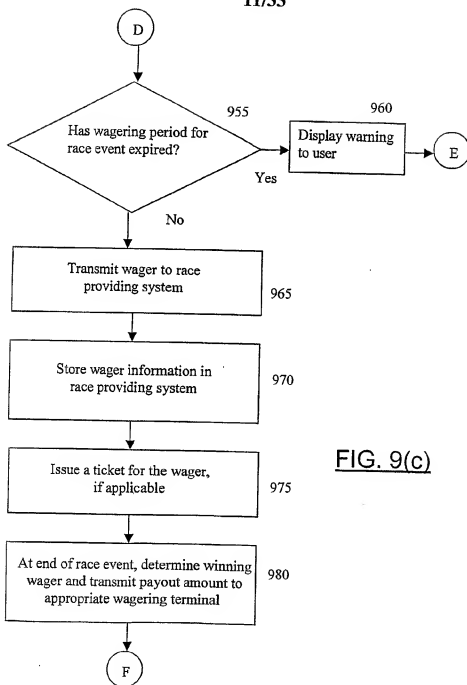 11/33
D
955
Has wagering period for
race event expired?
960
Display warning
to user
E
Yes
No
Transmit wager to race
providing system
965
Store wager information in
race providing system
970
Issue a ticket for the wager,
if applicable
975
FIG. 9(c)
At end of race event, determine winning
wager and transmit payout amount to
appropriate wagering terminal
980
F